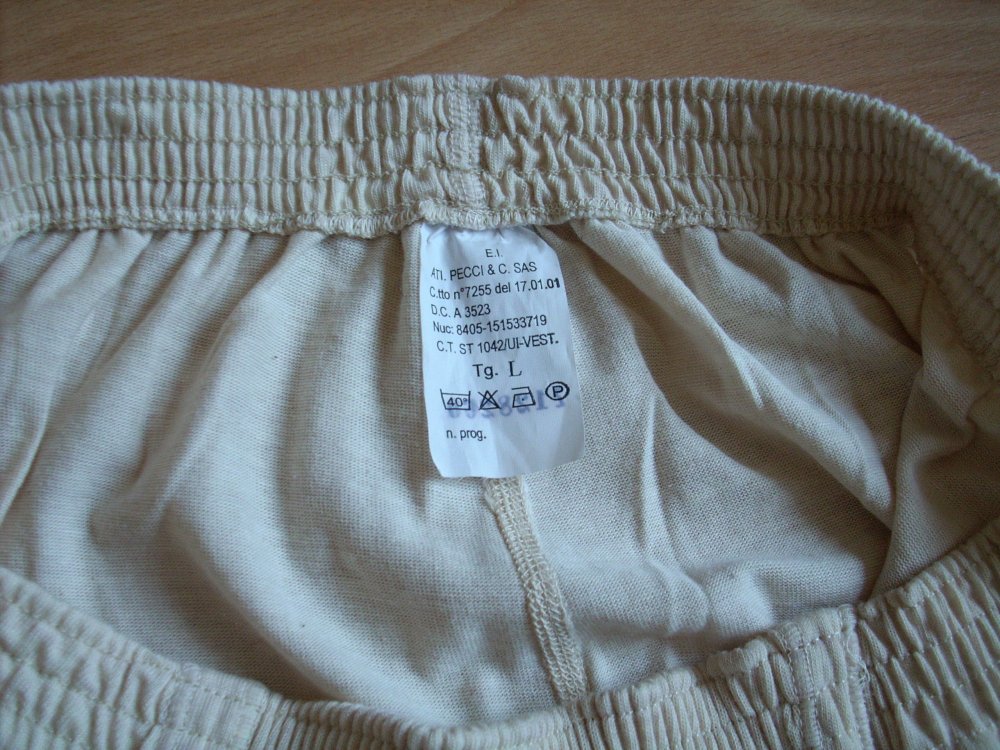 E.I.
ATI. PECCI & C. SAS
C.tto n°7255 del 17.01.01
D.C. A 3523
Nuc: 8405-151533719
C.T. ST 1042/UI-VEST.
Tg. L
40° P
n. prog.